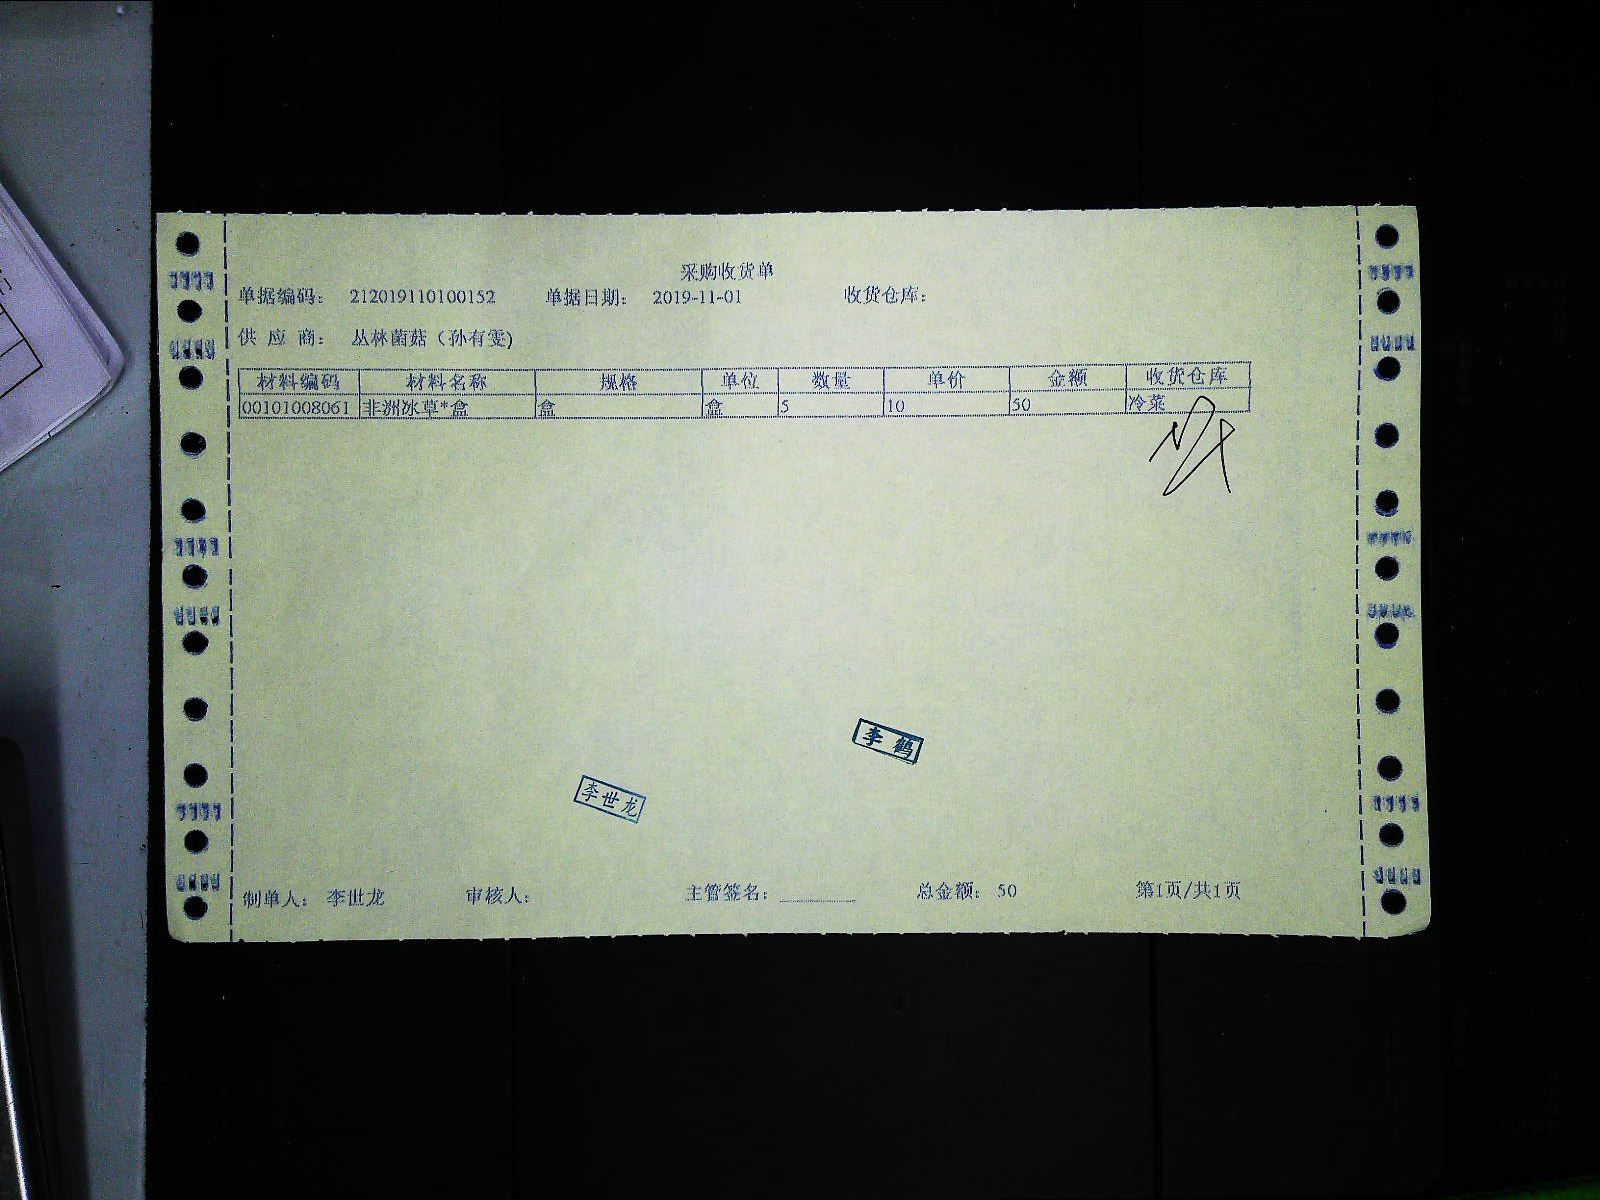 采购收货单
单据编码： 212019110100152 单据日期： 2019-11-01 收货仓库：
供 应 商： 丛林菌菇（孙有雯)
材料编码 材料名称 规格 单位 数量 单价 金额 收货仓库
00101008061 非洲冰草*盒 盒 盒 5 10 50 冷菜
李鹤
李世龙
制单人： 李世龙 审核人： 主管签名： 总金额： 50 第1页/共1页